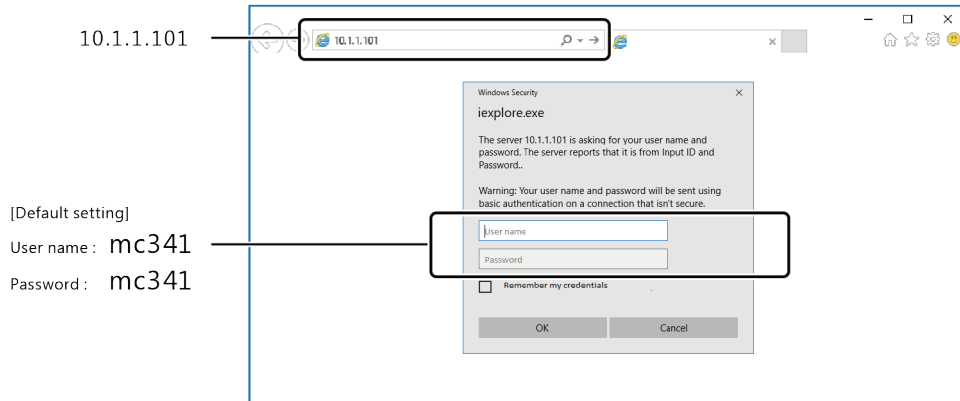 10.1.1.101
10.1.1.101
Windows Security
iexplore.exe
The server 10.1.1.101 is asking for your user name and
password. The server reports that it is from Input ID and
Password..
Warning: Your user name and password will be sent using
basic authentication on a connection that isn't secure.
[Default setting]
User name : mc341
Password : mc341
User name
Password
Remember my credentials
OK Cancel